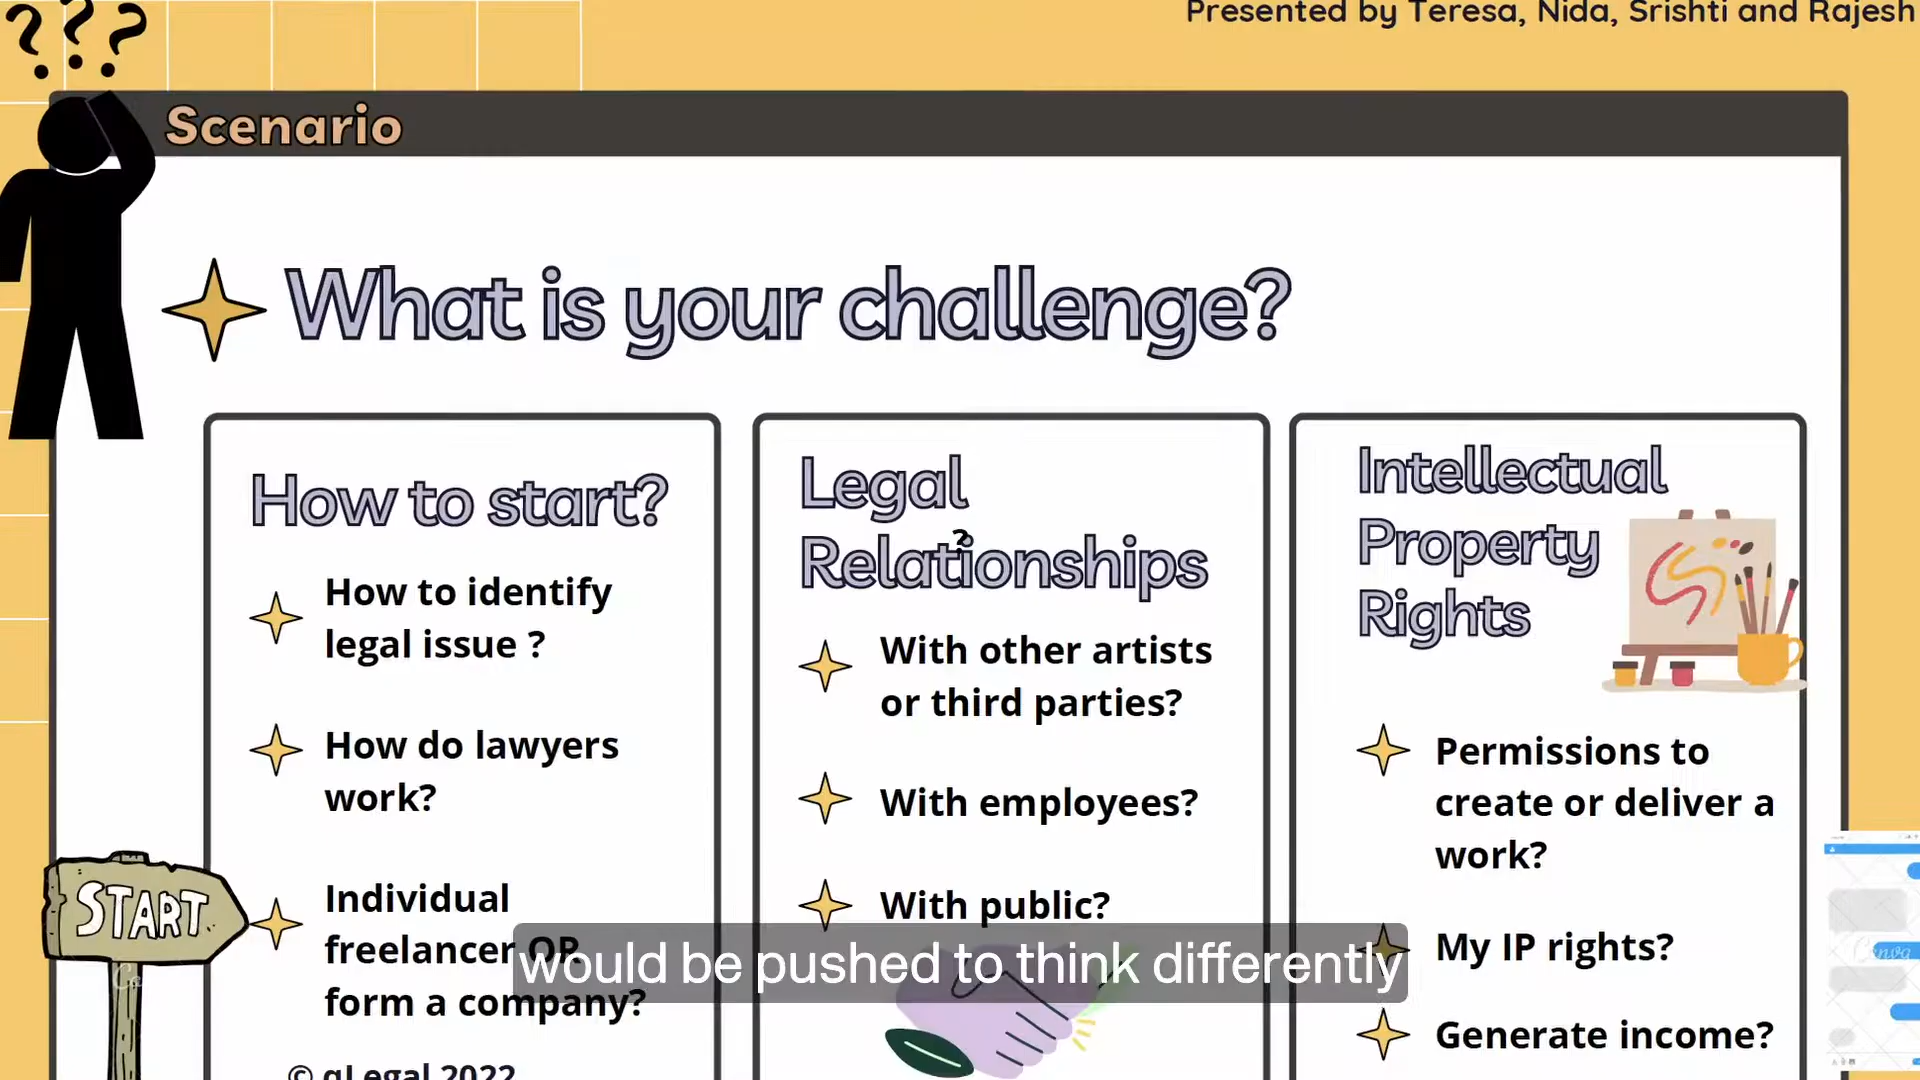 ???
Presented by Teresa, Nida, Srishti and Rajesh
Scenario
What is your challenge?
How to start?
How to identify
legal issue ?
How do lawyers
work?
START
Individual
freelancer OR
form a company?
© qLegal 2022
Legal
?
Relationships
With other artists
or third parties?
With employees?
With public?
Intellectual
Property
Rights
Permissions to
create or deliver a
work?
My IP rights?
Generate income?
Canva
would be pushed to think differently